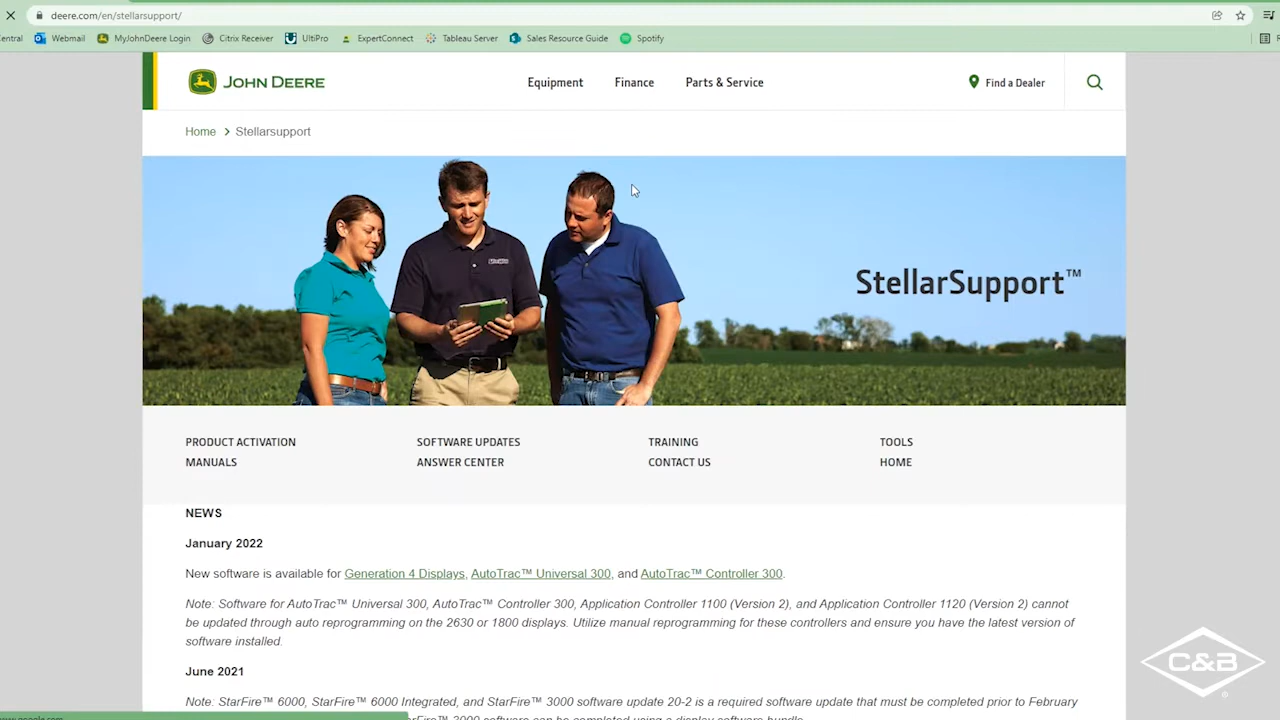 deere.com/en/stellarsupport/
Central Webmail MyJohnDeere Login Citrix Receiver UltiPro ExpertConnect Tableau Server Sales Resource Guide Spotify
JOHN DEERE Equipment Finance Parts & Service Find a Dealer
Home > Stellarsupport
StellarSupport™
PRODUCT ACTIVATION SOFTWARE UPDATES TRAINING TOOLS
MANUALS ANSWER CENTER CONTACT US HOME
NEWS
January 2022
New software is available for Generation 4 Displays, AutoTrac™ Universal 300, and AutoTrac™ Controller 300.
Note: Software for AutoTrac™ Universal 300, AutoTrac™ Controller 300, Application Controller 1100 (Version 2), and Application Controller 1120 (Version 2) cannot
be updated through auto reprogramming on the 2630 or 1800 displays. Utilize manual reprogramming for these controllers and ensure you have the latest version of
software installed.
C&B
June 2021
Note: StarFire™ 6000, StarFire™ 6000 Integrated, and StarFire™ 3000 software update 20-2 is a required software update that must be completed prior to February